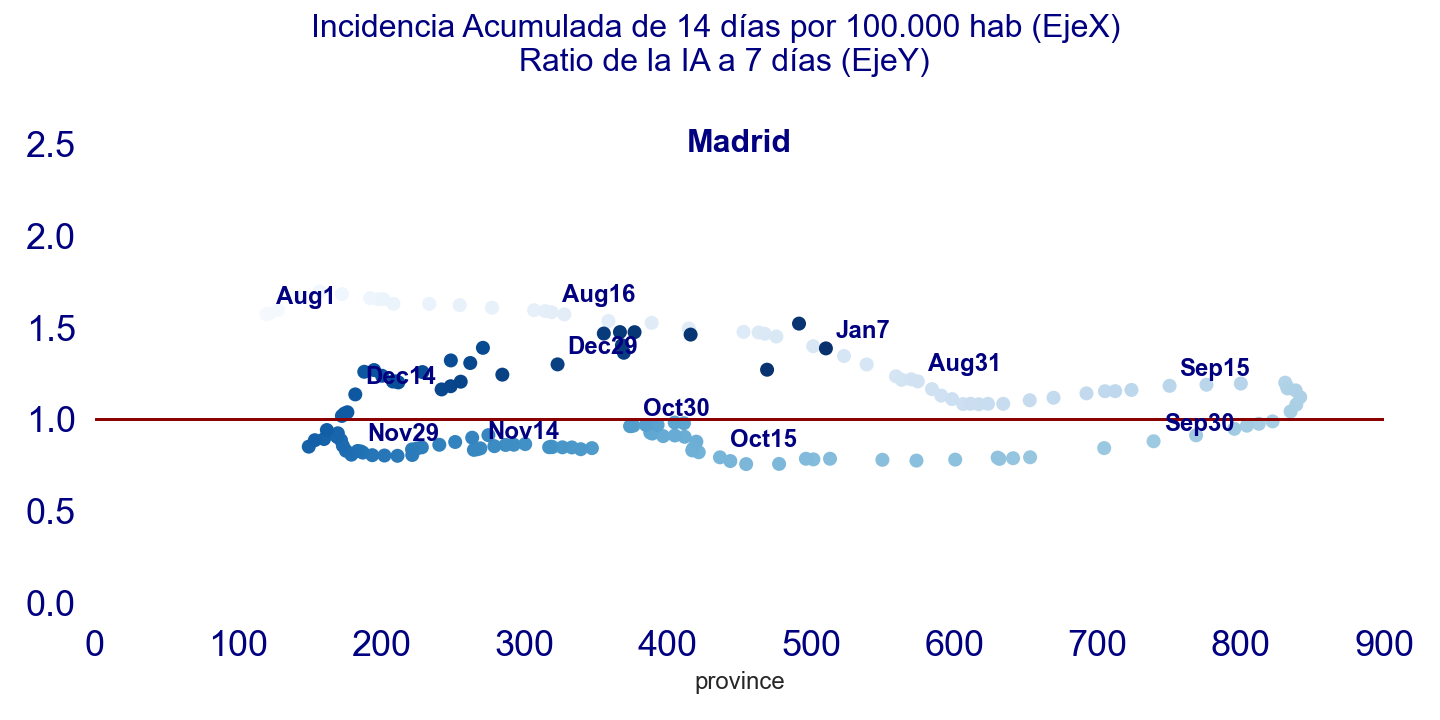 Incidencia Acumulada de 14 días por 100.000 hab (EjeX)
Ratio de la IA a 7 días (EjeY)
Madrid
2.5
2.0
1.5
1.0
0.5
0.0
Aug1
Aug16
Dec29
Jan7
Aug31
Sep15
Dec14
Oct30
Sep30
Nov29
Nov14
Oct15
0 100 200 300 400 500 600 700 800 900
province